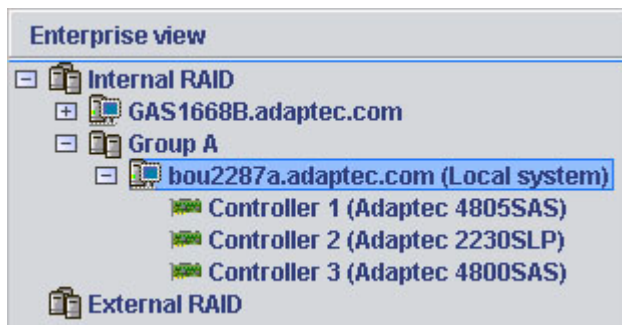 Enterprise view
Internal RAID
GAS1668B.adaptec.com
Group A
bou2287a.adaptec.com (Local system)
Controller 1 (Adaptec 4805SAS)
Controller 2 (Adaptec 2230SLP)
Controller 3 (Adaptec 4800SAS)
External RAID